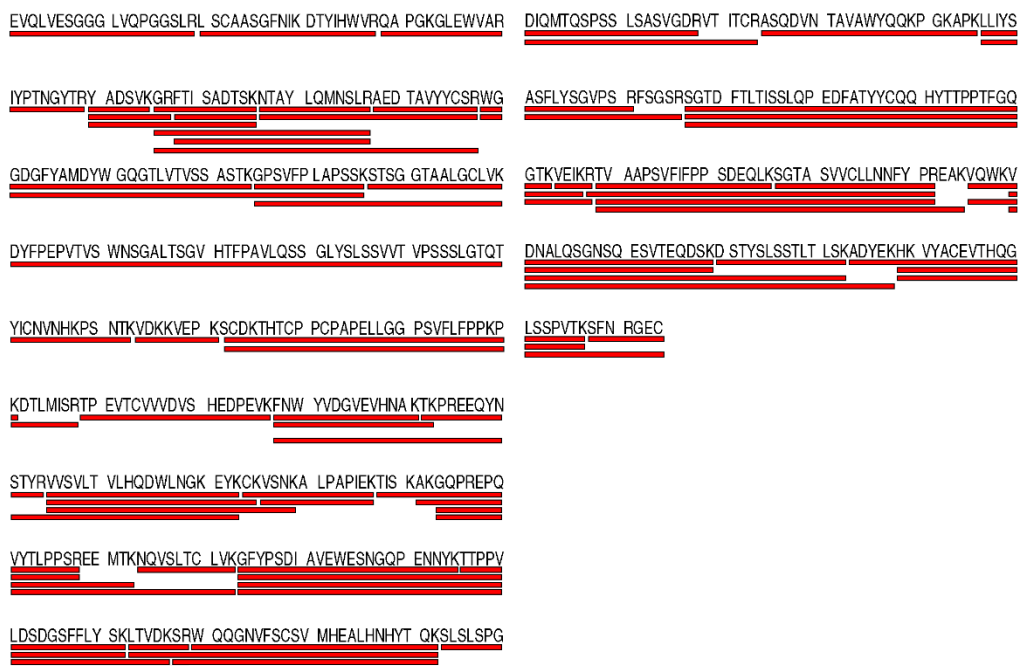 EVQLVESGGG LVQPGGSLRL SCAASGFNIK DTYIHWVRQA PGKGLEWVAR
IYPTNGYTRY ADSVKGRFTI SADTSKNTAY LQMNSLRAED TAVYYCSRWG
GDGFYAMDYW GQGTLVTVSS ASTKGPSVFP LAPSSKSTSG GTAALGCLVK
DYFPEPVTVS WNSGALTSGV HTFPAVLQSS GLYSLSSVVT VPSSSLGTQT
YICNVNHKPS NTKVDKKVEP KSCDKTHTCP PCPAPELLGG PSVFLFPPKP
KDTLMISRTP EVTCVVVDVS HEDPEVKFNW YVDGVEVHNA KTKPREEQYN
STYRVVSVLT VLHQDWLNGK EYKCKVSNKA LPAPIEKTIS KAKGQPREPQ
VYTLPPSREE MTKNQVSLTC LVKGFYPSDI AVEWESNGQP ENNYKTTPPV
LDSDGSFFLY SKLTVDKSRW QQGNVFSCSV MHEALHNHYT QKSLSLSPG
DIQMTQSPSS LSASVGDRVT ITCRASQDVN TAVAWYQQKP GKAPKLLIYS
ASFLYSGVPS RFSGSRSGTD FTLTISSLQP EDFATYYCQQ HYTTPPTFGQ
GTKVEIKRTV AAPSVFIFPP SDEQLKSGTA SVVCLLNNFY PREAKVQWKV
DNALQSGNSQ ESVTEQDSKD STYSLSSTLT LSKADYEKHK VYACEVTHQG
LSSPVTKSFN RGEC